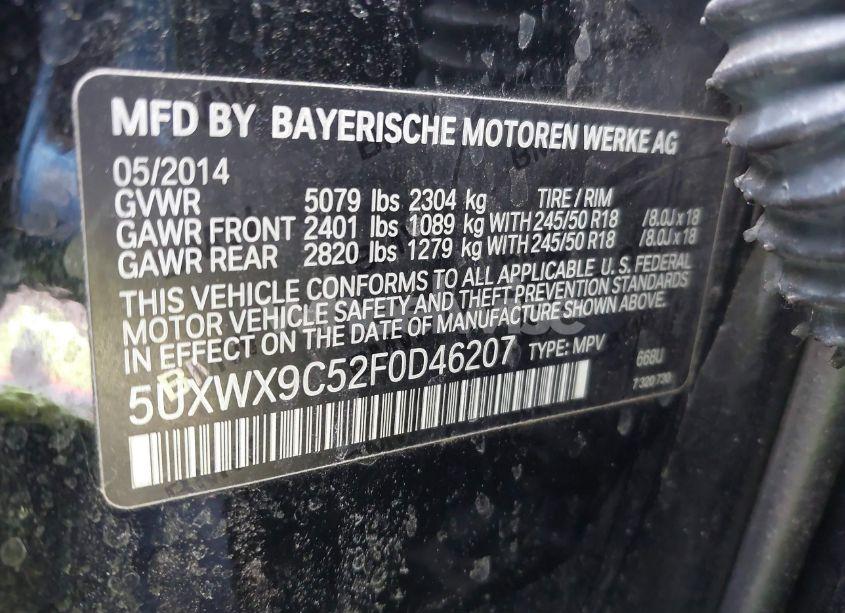 MFD BY BAYERISCHE MOTOREN WERKE AG
05/2014
GVWR 5079 lbs 2304 kg TIRE / RIM
GAWR FRONT 2401 lbs 1089 kg WITH 245/50 R18 /8.0J x 18
GAWR REAR 2820 lbs 1279 kg WITH 245/50 R18 /8.0J x 18
THIS VEHICLE CONFORMS TO ALL APPLICABLE U.S. FEDERAL
MOTOR VEHICLE SAFETY AND THEFT PREVENTION STANDARDS
IN EFFECT ON THE DATE OF MANUFACTURE SHOWN ABOVE.
5UXWX9C52F0D46207 TYPE: MPV 668U
7 320 730